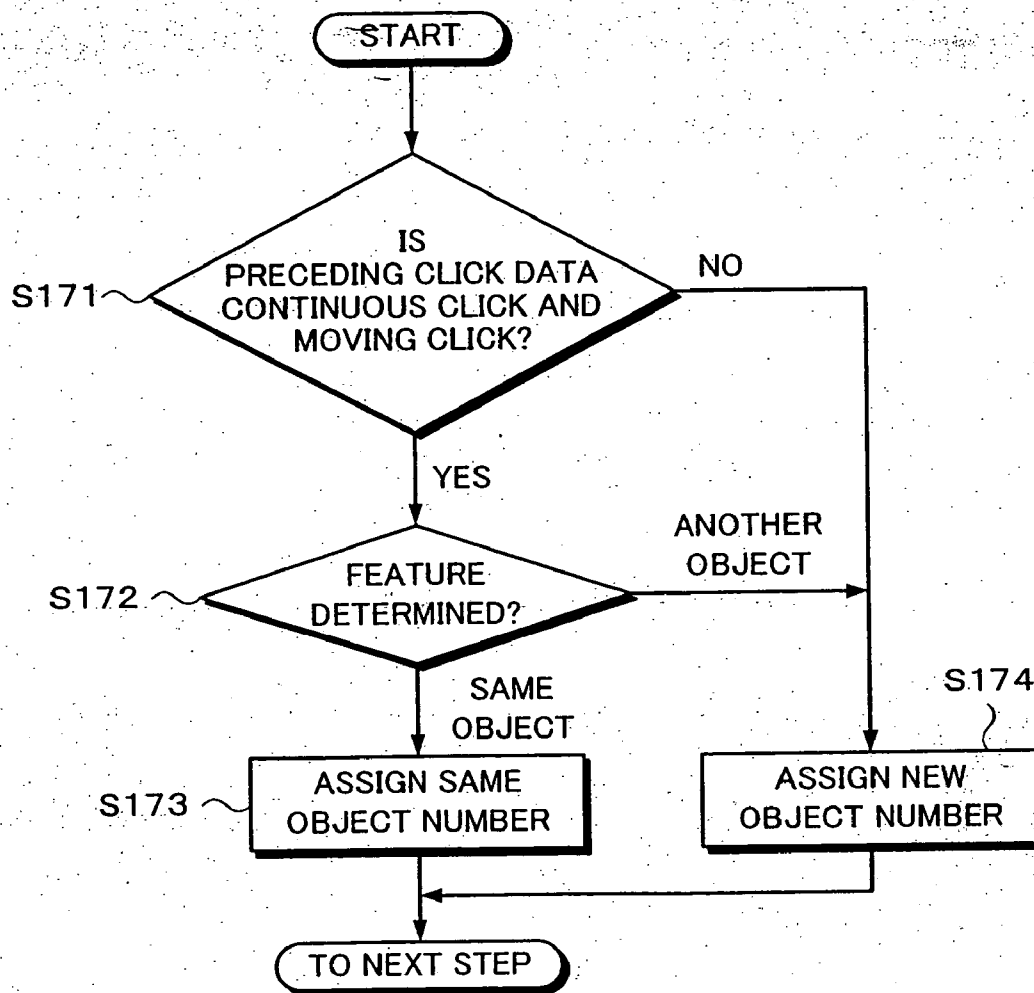 START
IS
PRECEDING CLICK DATA
CONTINUOUS CLICK AND
MOVING CLICK?
NO
S171
YES
ANOTHER
OBJECT
FEATURE
DETERMINED?
S172
SAME
OBJECT
S174
ASSIGN SAME
OBJECT NUMBER
S173
ASSIGN NEW
OBJECT NUMBER
TO NEXT STEP